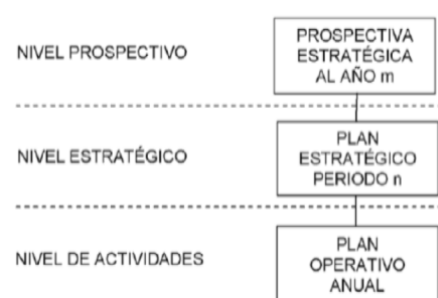 NIVEL PROSPECTIVO
PROSPECTIVA
ESTRATÉGICA
AL AÑO m
NIVEL ESTRATÉGICO
PLAN
ESTRATÉGICO
PERIODO n
NIVEL DE ACTIVIDADES
PLAN
OPERATIVO
ANUAL